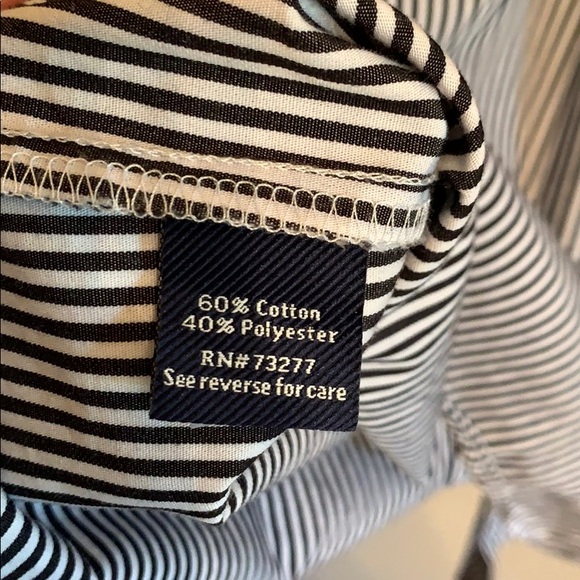 60% Cotton
40% Polyester
RN# 73277
See reverse for care